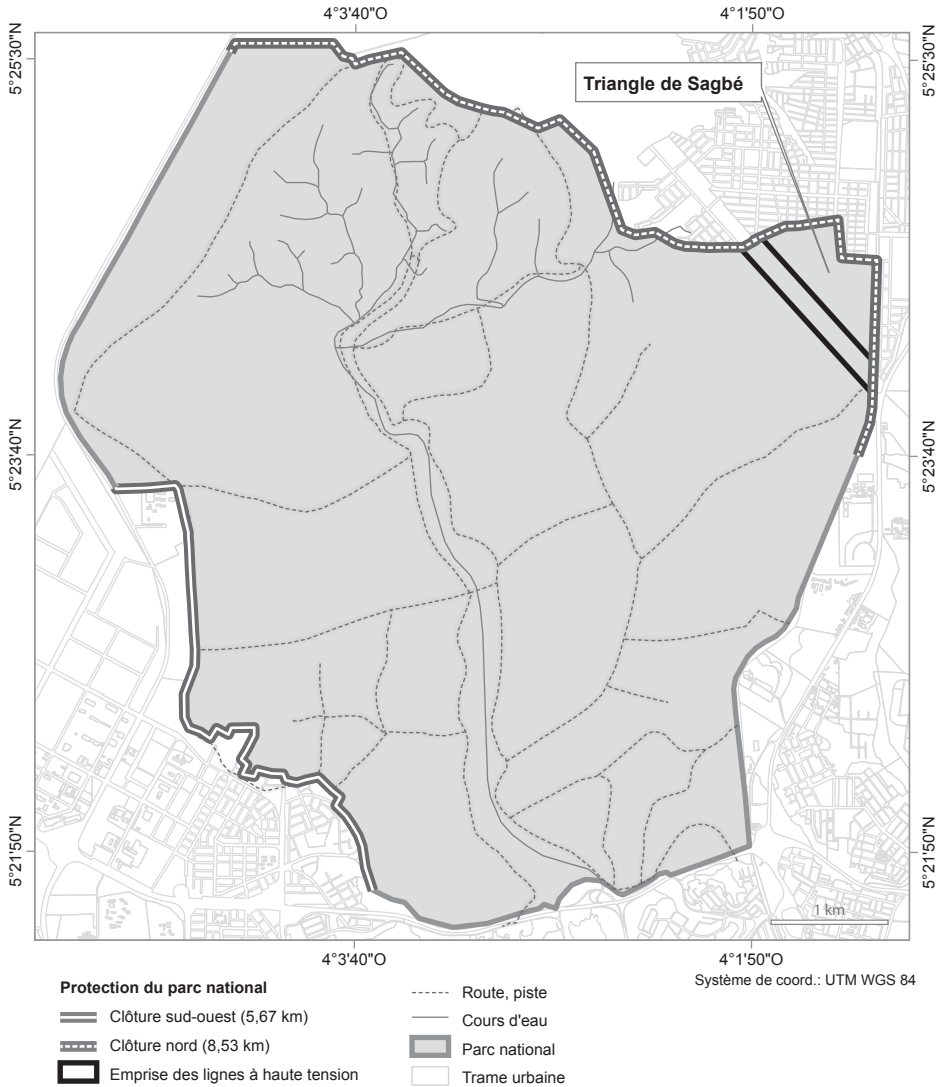 4°3'40"O
4°1'50"O
5°25'30"N
5°25'30"N
Triangle de Sagbé
5°23'40"N
5°23'40"N
5°21'50"N
5°21'50"N
1 km
4°3'40"O
4°1'50"O
Système de coord.: UTM WGS 84
Protection du parc national
Clôture sud-ouest (5,67 km)
Clôture nord (8,53 km)
Emprise des lignes à haute tension
Route, piste
Cours d'eau
Parc national
Trame urbaine